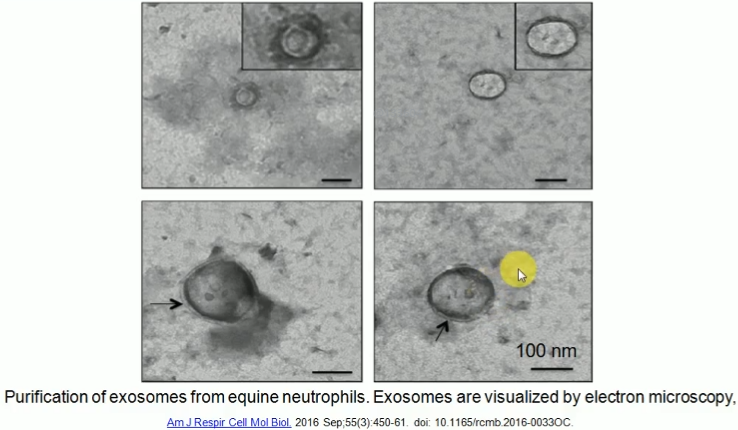 100 nm
Purification of exosomes from equine neutrophils. Exosomes are visualized by electron microscopy,
Am J Respir Cell Mol Biol. 2016 Sep;55(3):450-61. doi: 10.1165/rcmb.2016-0033OC.